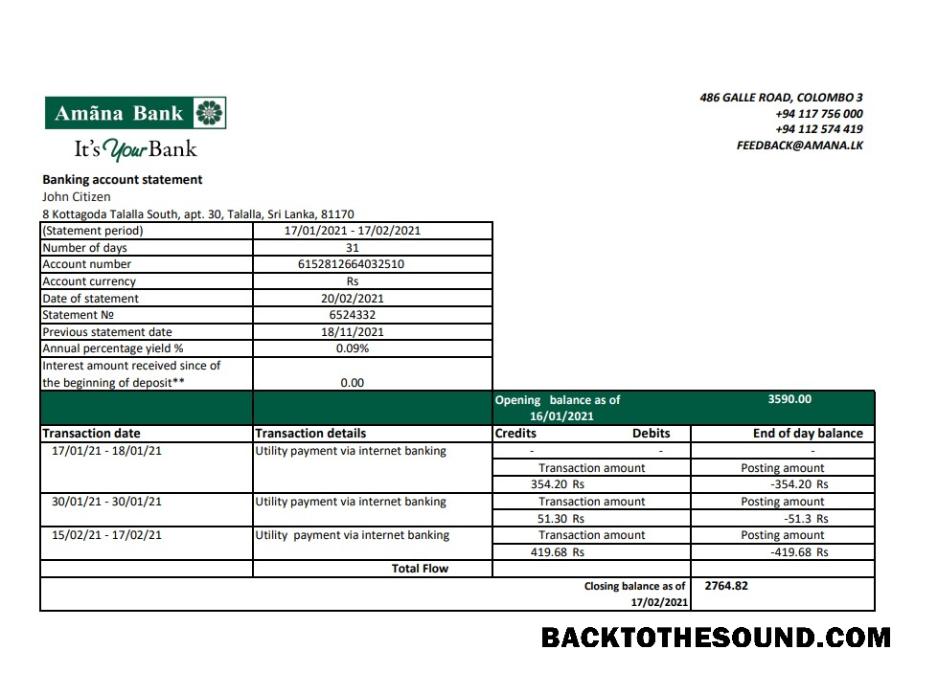 Amãna Bank
It's Your Bank
486 GALLE ROAD, COLOMBO 3
+94 117 756 000
+94 112 574 419
FEEDBACK@AMANA.LK
Banking account statement
John Citizen
8 Kottagoda Talalla South, apt. 30, Talalla, Sri Lanka, 81170
(Statement period) 17/01/2021 - 17/02/2021
Number of days 31
Account number 6152812664032510
Account currency Rs
Date of statement 20/02/2021
Statement № 6524332
Previous statement date 18/11/2021
Annual percentage yield % 0.09%
Interest amount received since of
the beginning of deposit** 0.00
Opening balance as of 3590.00
16/01/2021
Transaction date Transaction details Credits Debits End of day balance
17/01/21 - 18/01/21 Utility payment via internet banking - - -
Transaction amount Posting amount
354.20 Rs -354.20 Rs
30/01/21 - 30/01/21 Utility payment via internet banking Transaction amount Posting amount
51.30 Rs -51.3 Rs
15/02/21 - 17/02/21 Utility payment via internet banking Transaction amount Posting amount
419.68 Rs -419.68 Rs
Total Flow
Closing balance as of 2764.82
17/02/2021
BACKTOTHESOUND.COM